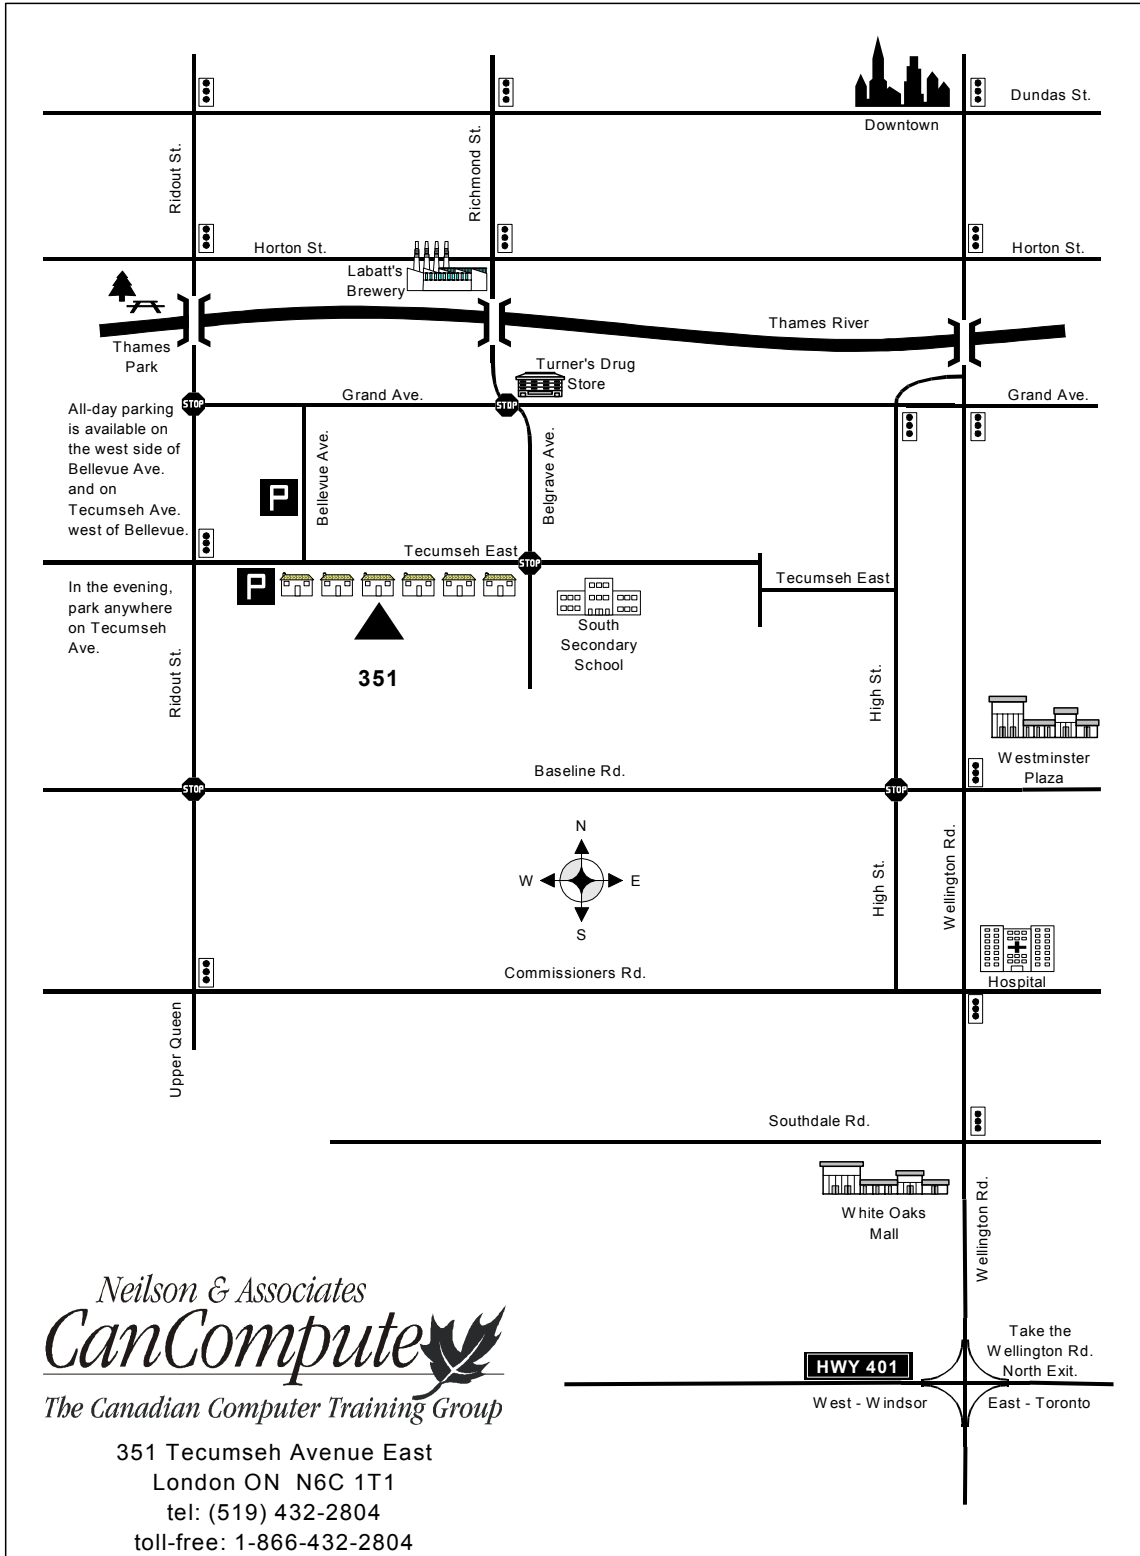 Dundas St.
Downtown
Ridout St.
Richmond St.
Horton St.
Horton St.
Labatt's
Brewery
Thames River
Thames
Park
Turner's Drug
Store
STOP
Grand Ave.
STOP
Grand Ave.
All-day parking
is available on
the west side of
Bellevue Ave.
and on
Tecumseh Ave.
west of Bellevue.
P
Bellevue Ave.
Belgrave Ave.
Tecumseh East
STOP
Tecumseh East
In the evening,
park anywhere
on Tecumseh
Ave.
P
South
Secondary
School
351
Ridout St.
High St.
Westminster
Plaza
STOP
Baseline Rd.
STOP
N
W
E
S
High St.
Wellington Rd.
Commissioners Rd.
Hospital
Upper Queen
Southdale Rd.
White Oaks
Mall
Wellington Rd.
Take the
Wellington Rd.
North Exit.
HWY 401
West - Windsor
East - Toronto
Neilson & Associates
CanCompute
The Canadian Computer Training Group
351 Tecumseh Avenue East
London ON N6C 1T1
tel: (519) 432-2804
toll-free: 1-866-432-2804